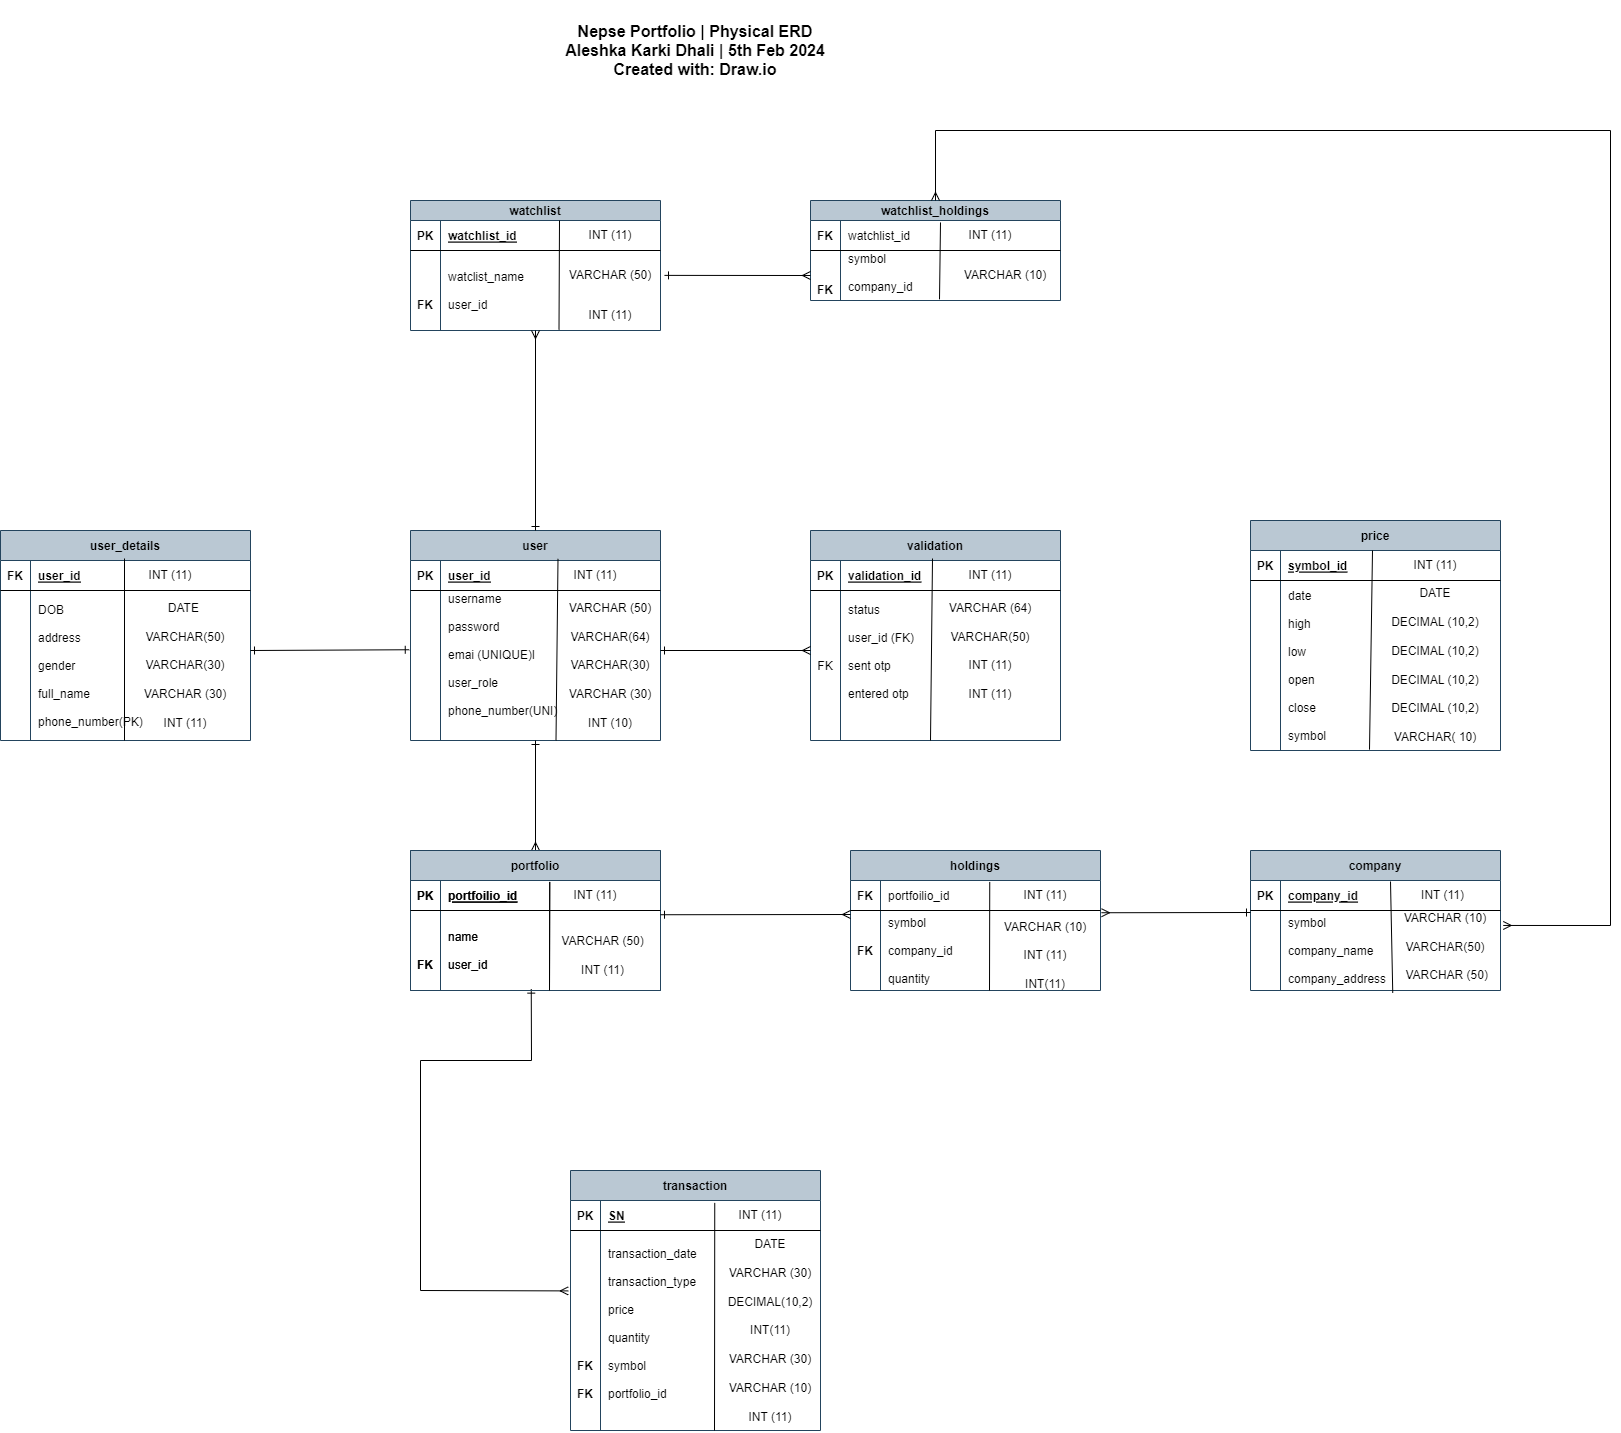 Nepse Portfolio | Physical ERD
Aleshka Karki Dhali | 5th Feb 2024
Created with: Draw.io
watchlist
PK watchlist_id INT (11)
watclist_name VARCHAR (50)
FK user_id
INT (11)
watchlist_holdings
FK watchlist_id INT (11)
symbol
VARCHAR (10)
FK company_id
user_details
FK user_id INT (11)
DOB DATE
address VARCHAR(50)
gender VARCHAR(30)
full_name VARCHAR (30)
phone_number(PK) INT (11)
user
PK user_id INT (11)
username VARCHAR (50)
password VARCHAR(64)
emai (UNIQUE)l VARCHAR(30)
user_role VARCHAR (30)
phone_number(UNI) INT (10)
validation
PK validation_id INT (11)
status VARCHAR (64)
user_id (FK) VARCHAR(50)
FK sent otp INT (11)
entered otp INT (11)
price
PK symbol_id INT (11)
date DATE
high DECIMAL (10,2)
low DECIMAL (10,2)
open DECIMAL (10,2)
close DECIMAL (10,2)
symbol VARCHAR( 10)
portfolio
PK portfoilio_id INT (11)
name VARCHAR (50)
FK user_id INT (11)
holdings
FK portfoilio_id INT (11)
symbol VARCHAR (10)
FK company_id INT (11)
quantity INT(11)
company
PK company_id INT (11)
symbol VARCHAR (10)
company_name VARCHAR(50)
company_address VARCHAR (50)
transaction
PK SN INT (11)
transaction_date DATE
transaction_type VARCHAR (30)
price DECIMAL(10,2)
quantity INT(11)
FK symbol VARCHAR (30)
FK portfolio_id VARCHAR (10)
INT (11)